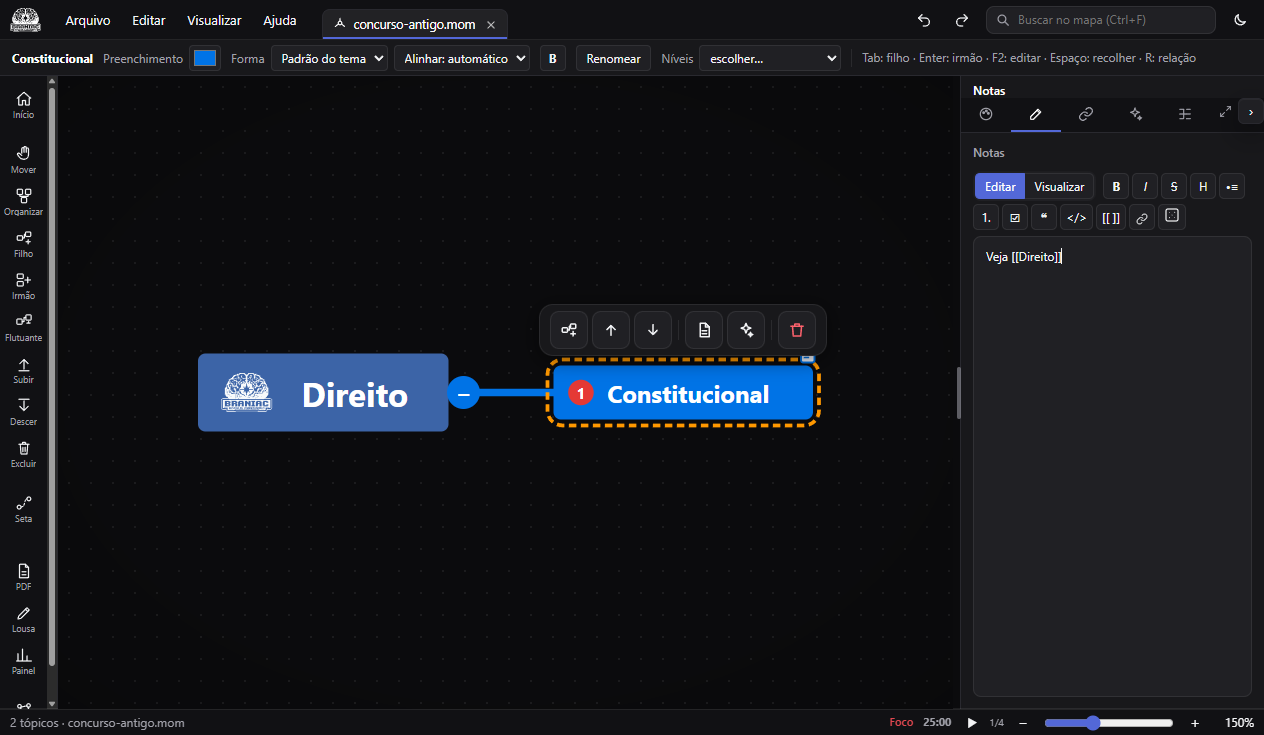 Arquivo Editar Visualizar Ajuda concurso-antigo.mom × Buscar no mapa (Ctrl+F)
Constitucional Preenchimento Forma Padrão do tema Alinhar: automático B Renomear Níveis escolher... Tab: filho · Enter: irmão · F2: editar · Espaço: recolher · R: relação
Início
Mover
Organizar
Filho
Irmão
Flutuante
Subir
Descer
Excluir
Seta
PDF
Lousa
Painel
BRANIAC
Direito
1 Constitucional
Notas
Notas
Editar Visualizar B I S H
1. ❝ </> [[ ]]
Veja [[Direito]]
2 tópicos · concurso-antigo.mom
Foco 25:00 1/4 − + 150%